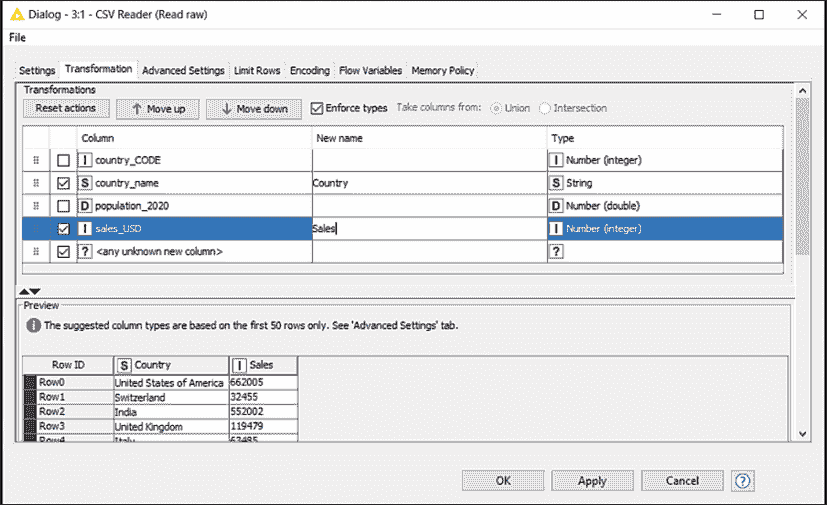 Dialog - 3:1 - CSV Reader (Read raw)
File
Settings Transformation Advanced Settings Limit Rows Encoding Flow Variables Memory Policy
Transformations
Reset actions Move up Move down Enforce types Take columns from: Union Intersection
Column New name Type
I country_CODE I Number (integer)
S country_name Country S String
D population_2020 D Number (double)
I sales_USD Sales I Number (integer)
? <any unknown new column> ?
Preview
The suggested column types are based on the first 50 rows only. See 'Advanced Settings' tab.
Row ID S Country I Sales
Row0 United States of America 662005
Row1 Switzerland 32455
Row2 India 552002
Row3 United Kingdom 119479
Row4 Italy 63485
OK Apply Cancel ?